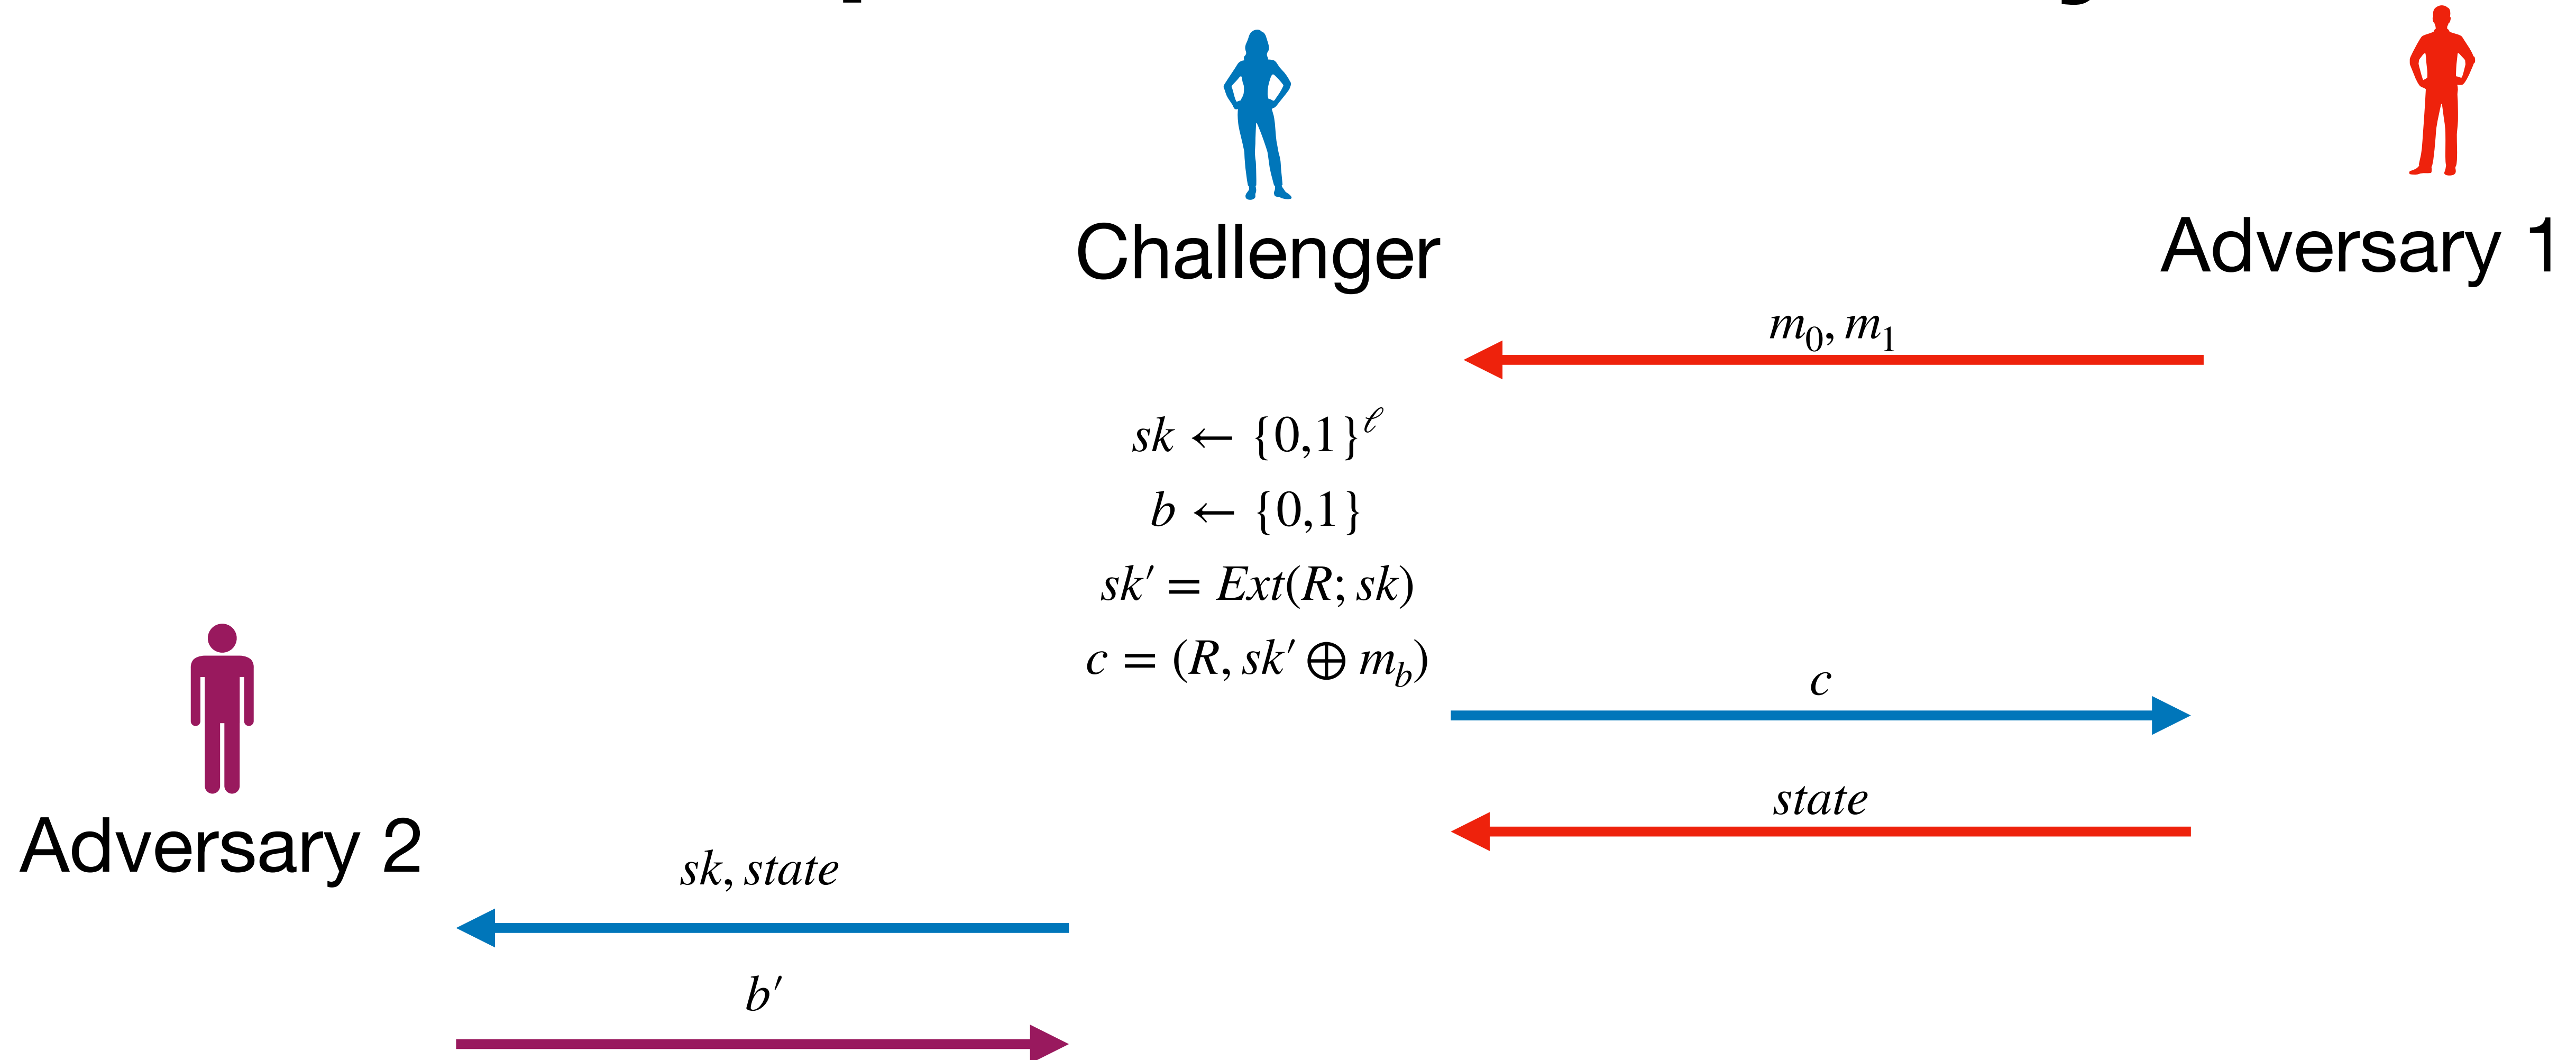 Challenger
Adversary 1
m₀, m₁
sk ← {0,1}^ℓ
b ← {0,1}
sk′ = Ext(R; sk)
c = (R, sk′ ⊕ m_b)
c
state
Adversary 2
sk, state
b′